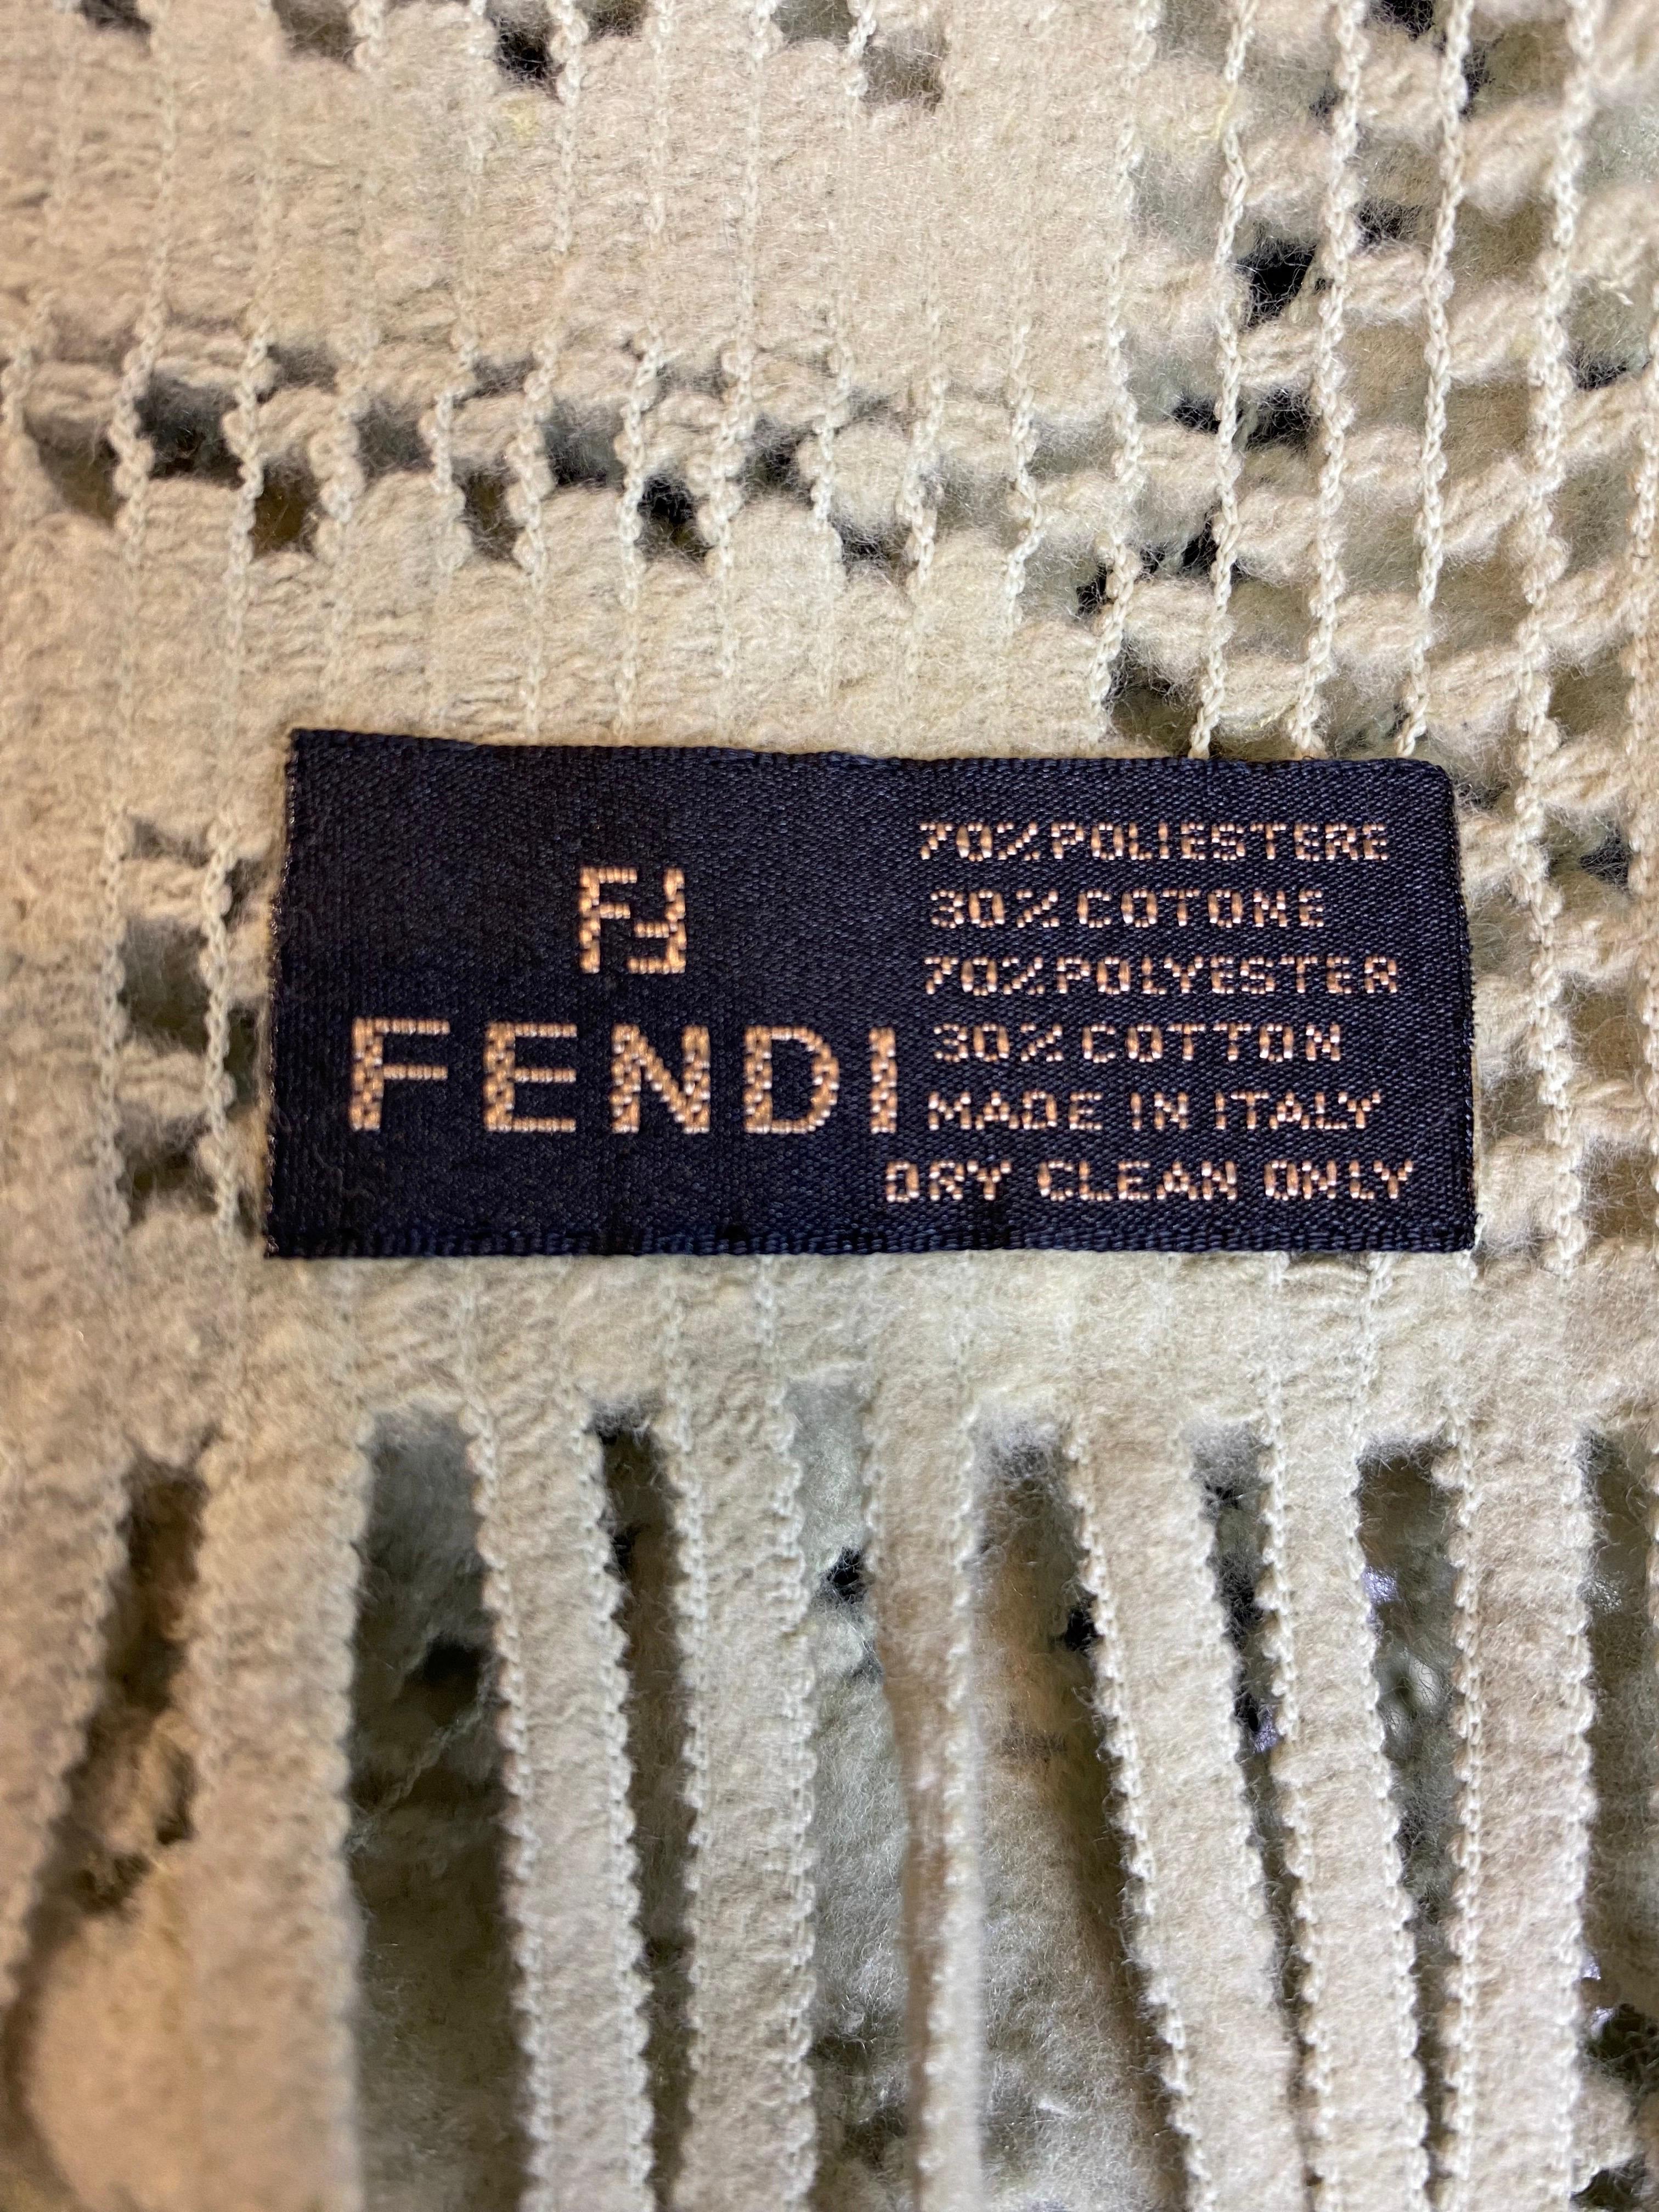 FF
FENDI
70% POLIESTERE
30% COTONE
70% POLYESTER
30% COTTON
MADE IN ITALY
DRY CLEAN ONLY